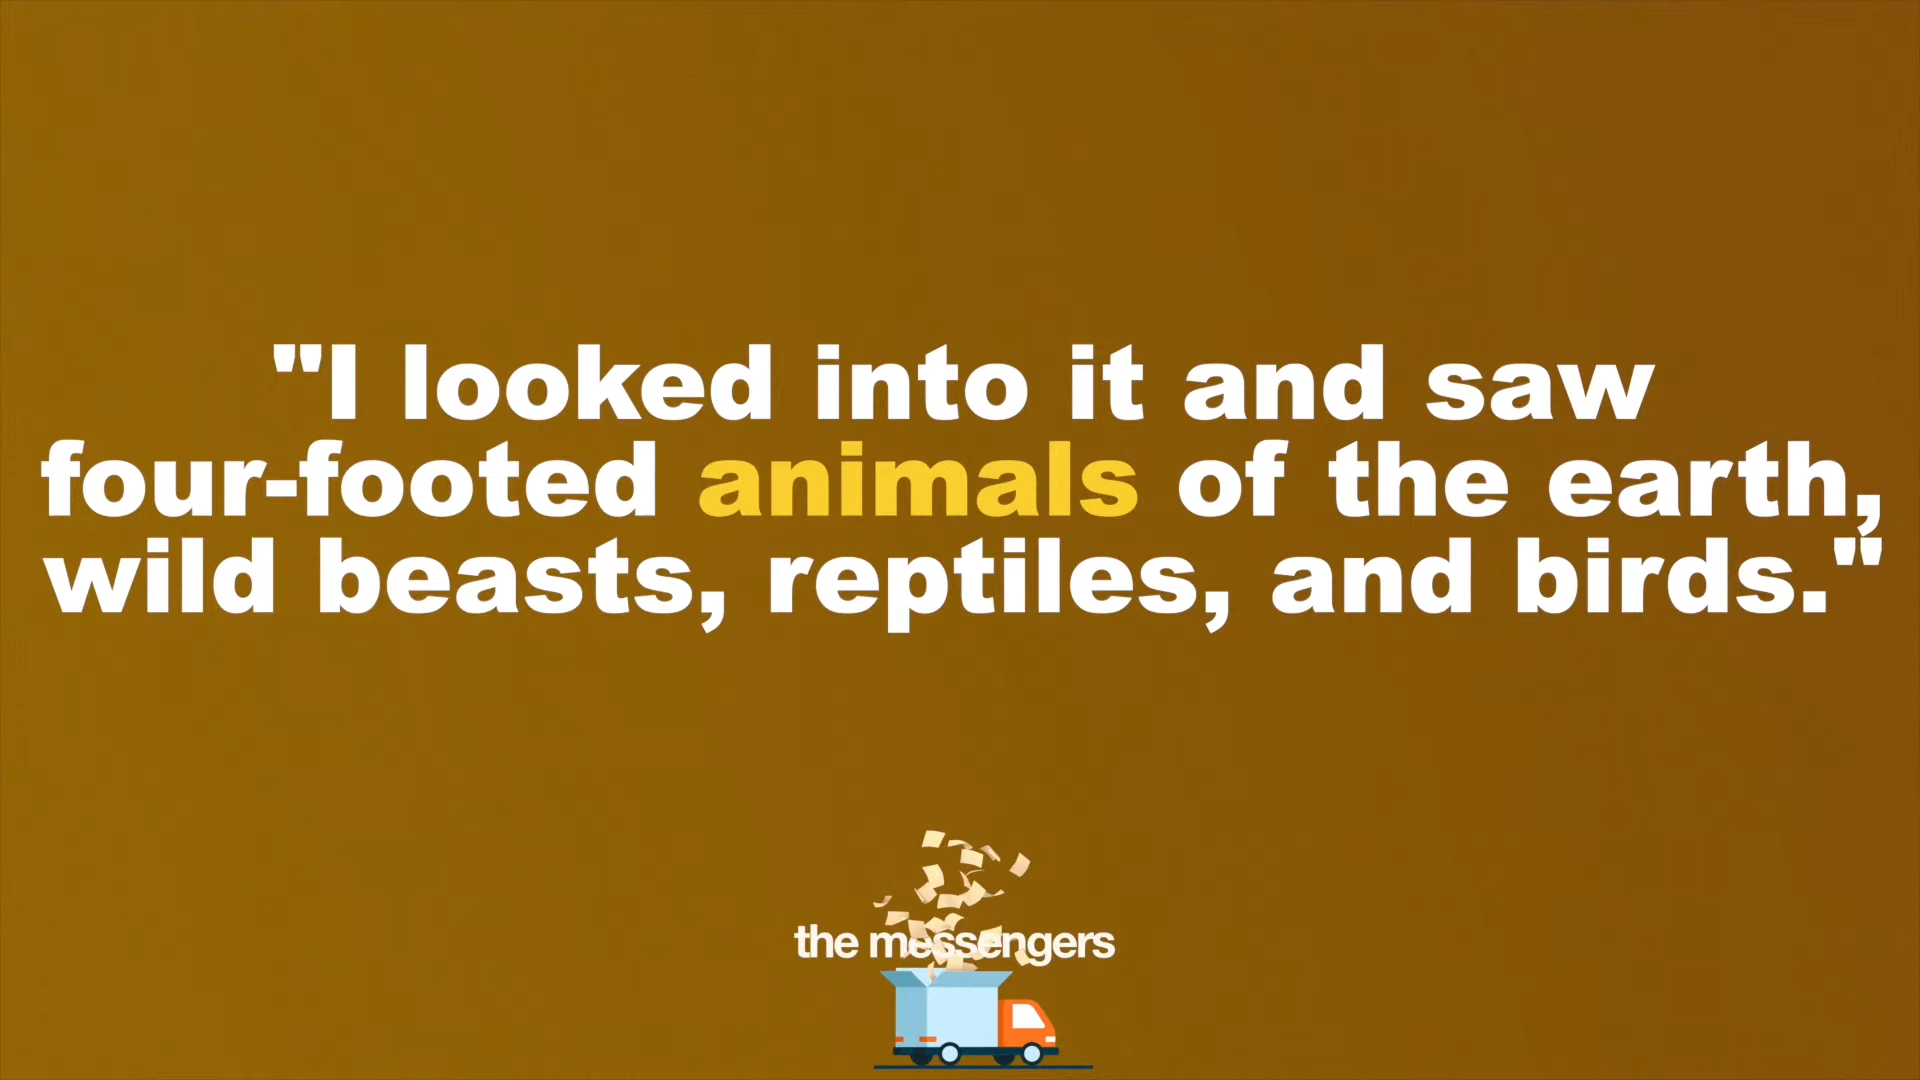 "I looked into it and saw
four-footed animals of the earth,
wild beasts, reptiles, and birds."
the messengers